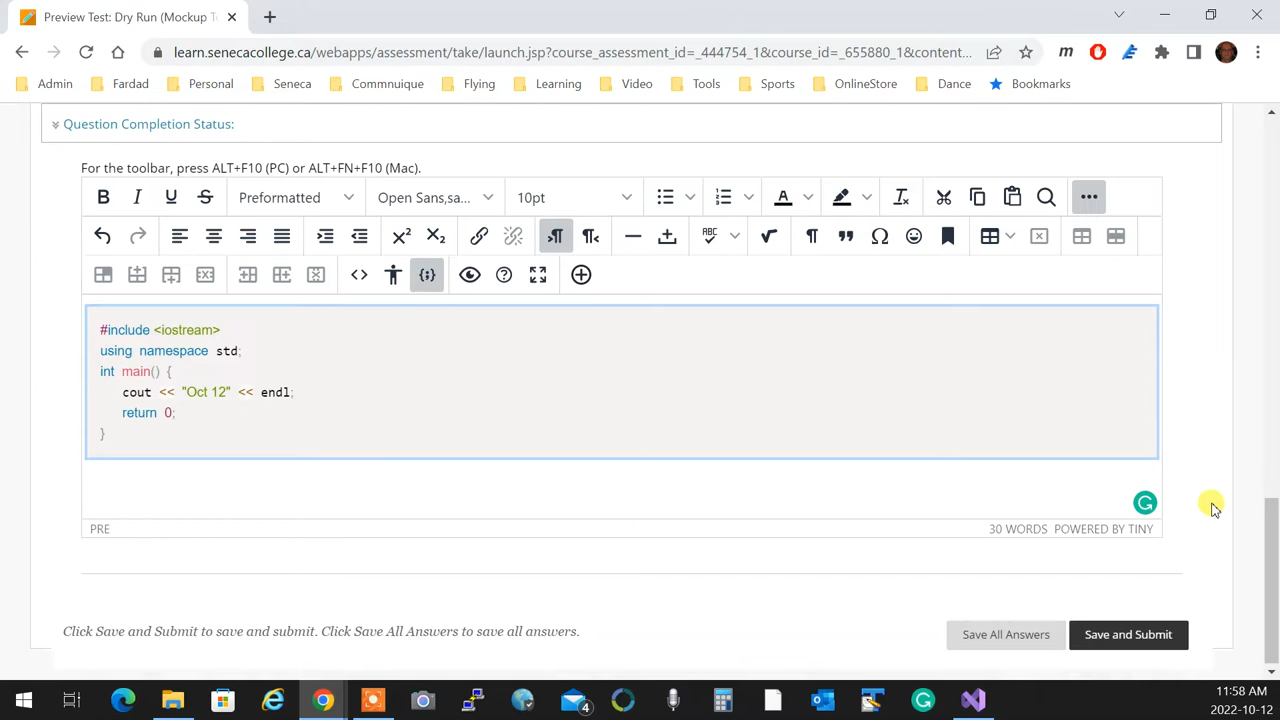 Preview Test: Dry Run (Mockup T
learn.senecacollege.ca/webapps/assessment/take/launch.jsp?course_assessment_id=_444754_1&course_id=_655880_1&content...
Admin Fardad Personal Seneca Commnuique Flying Learning Video Tools Sports OnlineStore Dance Bookmarks
Question Completion Status:
For the toolbar, press ALT+F10 (PC) or ALT+FN+F10 (Mac).
B I U S Preformatted Open Sans,sa... 10pt
#include <iostream>
using namespace std;
int main() {
cout << "Oct 12" << endl;
return 0;
}
PRE 30 WORDS POWERED BY TINY
Click Save and Submit to save and submit. Click Save All Answers to save all answers.
Save All Answers Save and Submit
11:58 AM
2022-10-12